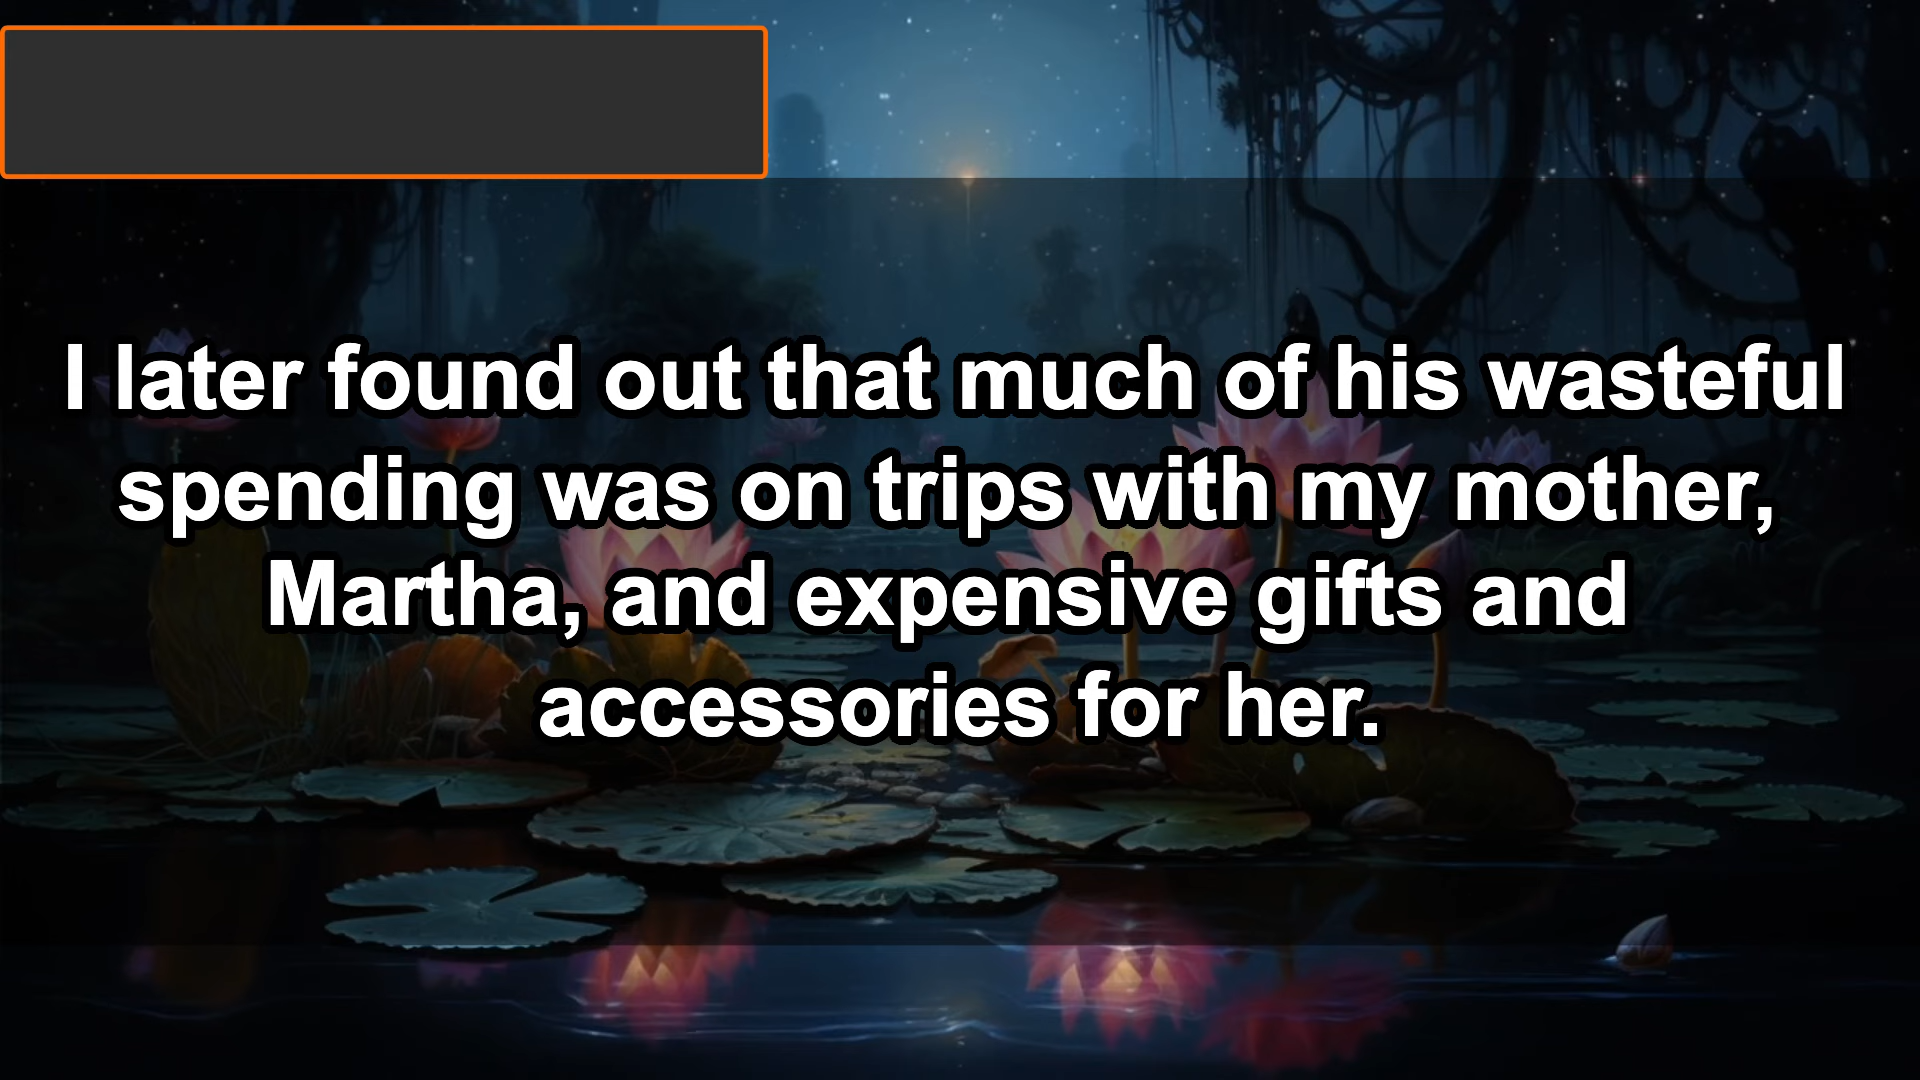 I later found out that much of his wasteful
spending was on trips with my mother,
Martha, and expensive gifts and
accessories for her.